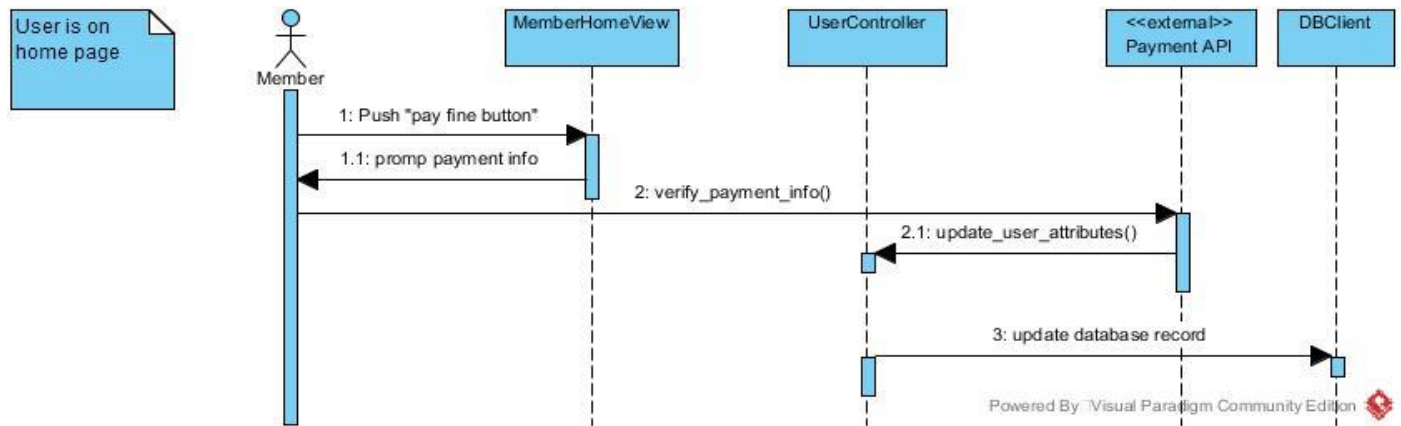 User is on
home page
Member
MemberHomeView
UserController
<<external>>
Payment API
DBClient
1: Push "pay fine button"
1.1: promp payment info
2: verify_payment_info()
2.1: update_user_attributes()
3: update database record
Powered By Visual Paradigm Community Edition